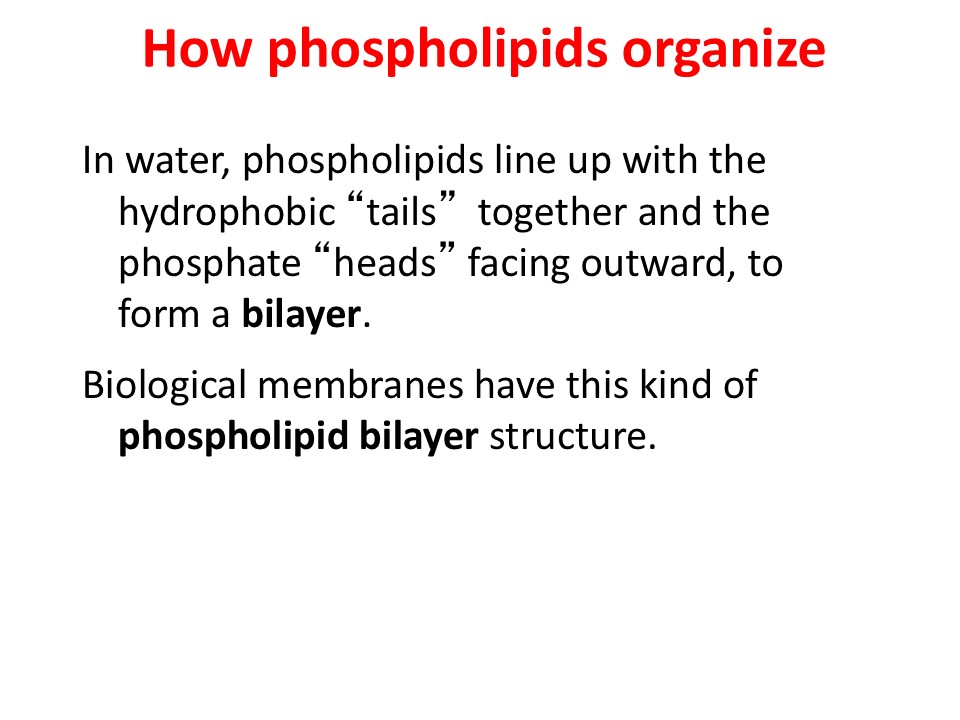 How phospholipids organize
In water, phospholipids line up with the
hydrophobic “tails” together and the
phosphate “heads” facing outward, to
form a bilayer.
Biological membranes have this kind of
phospholipid bilayer structure.